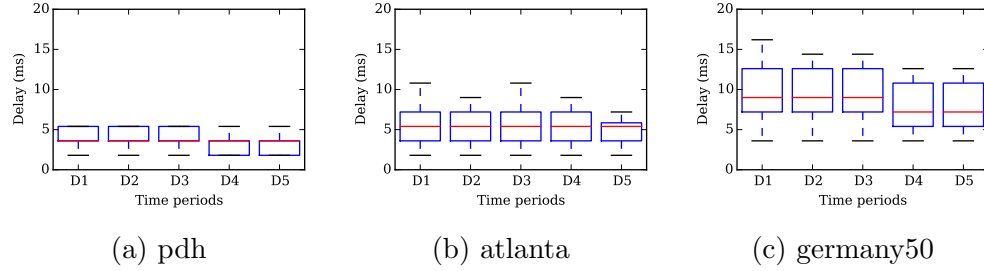 20
15
10
5
0
Delay (ms)
D1 D2 D3 D4 D5
Time periods
(a) pdh
20
15
10
5
0
Delay (ms)
D1 D2 D3 D4 D5
Time periods
(b) atlanta
20
15
10
5
0
Delay (ms)
D1 D2 D3 D4 D5
Time periods
(c) germany50